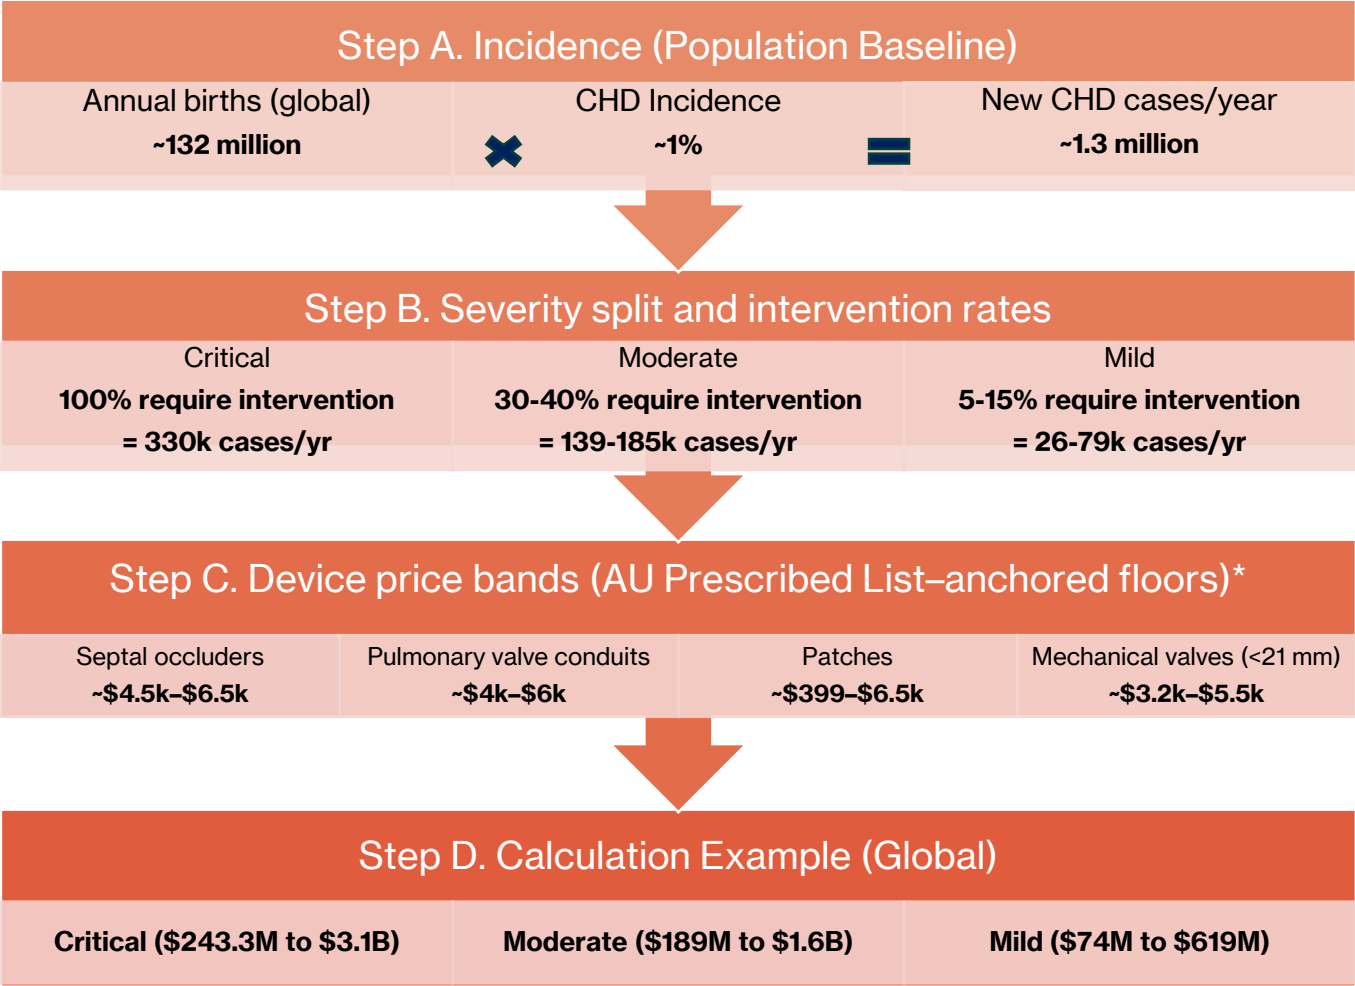 Step A. Incidence (Population Baseline)
Annual births (global)
~132 million
CHD Incidence
~1%
New CHD cases/year
~1.3 million
Step B. Severity split and intervention rates
Critical
100% require intervention
= 330k cases/yr
Moderate
30-40% require intervention
= 139-185k cases/yr
Mild
5-15% require intervention
= 26-79k cases/yr
Step C. Device price bands (AU Prescribed List–anchored floors)*
Septal occluders
~$4.5k–$6.5k
Pulmonary valve conduits
~$4k–$6k
Patches
~$399–$6.5k
Mechanical valves (<21 mm)
~$3.2k–$5.5k
Step D. Calculation Example (Global)
Critical ($243.3M to $3.1B)
Moderate ($189M to $1.6B)
Mild ($74M to $619M)